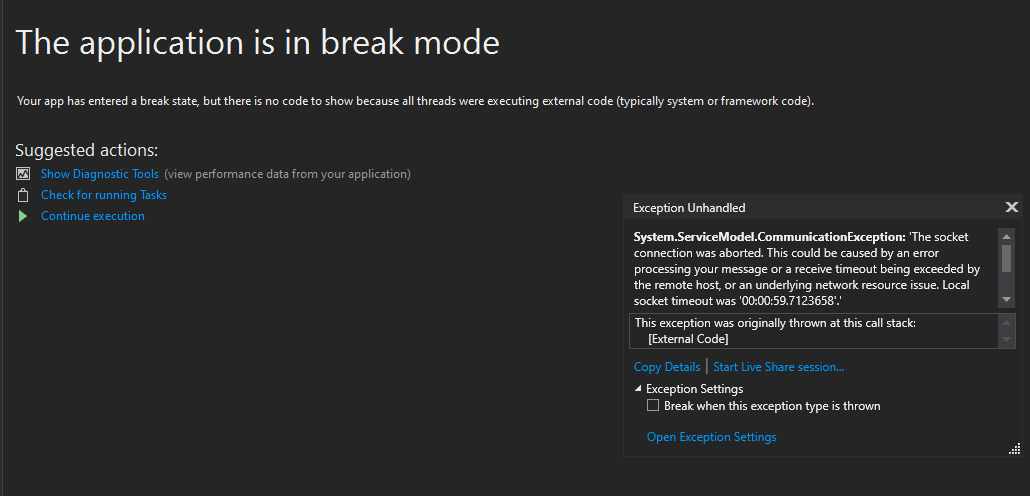 The application is in break mode
Your app has entered a break state, but there is no code to show because all threads were executing external code (typically system or framework code).
Suggested actions:
Show Diagnostic Tools (view performance data from your application)
Check for running Tasks
Continue execution
Exception Unhandled
System.ServiceModel.CommunicationException: 'The socket
connection was aborted. This could be caused by an error
processing your message or a receive timeout being exceeded by
the remote host, or an underlying network resource issue. Local
socket timeout was '00:00:59.7123658'.'
This exception was originally thrown at this call stack:
[External Code]
Copy Details | Start Live Share session...
Exception Settings
Break when this exception type is thrown
Open Exception Settings